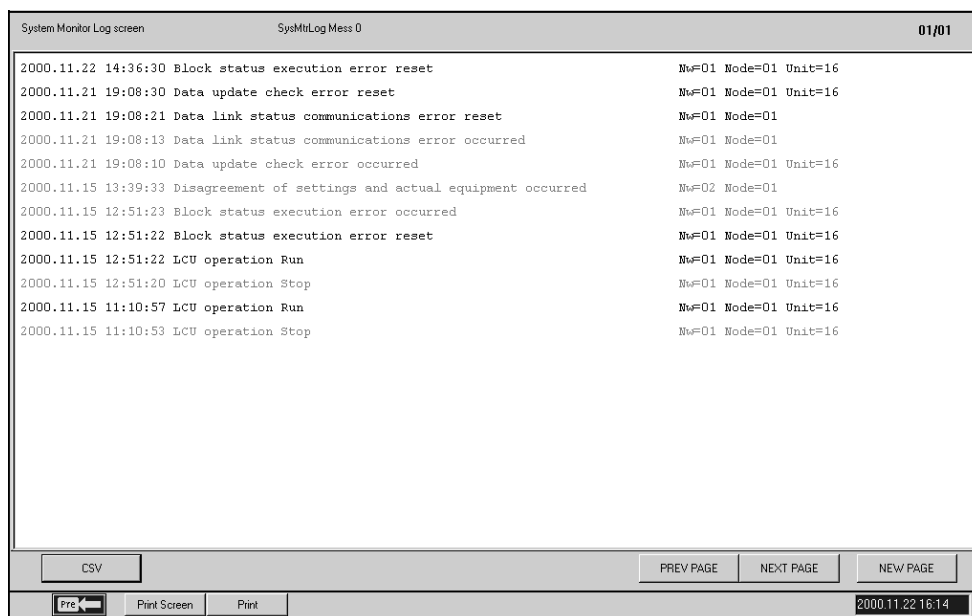 System Monitor Log screen SysMtrLog Mess 0 01/01
2000.11.22 14:36:30 Block status execution error reset Nw=01 Node=01 Unit=16
2000.11.21 19:08:30 Data update check error reset Nw=01 Node=01 Unit=16
2000.11.21 19:08:21 Data link status communications error reset Nw=01 Node=01
2000.11.21 19:08:13 Data link status communications error occurred Nw=01 Node=01
2000.11.21 19:08:10 Data update check error occurred Nw=01 Node=01 Unit=16
2000.11.15 13:39:33 Disagreement of settings and actual equipment occurred Nw=02 Node=01
2000.11.15 12:51:23 Block status execution error occurred Nw=01 Node=01 Unit=16
2000.11.15 12:51:22 Block status execution error reset Nw=01 Node=01 Unit=16
2000.11.15 12:51:22 LCU operation Run Nw=01 Node=01 Unit=16
2000.11.15 12:51:20 LCU operation Stop Nw=01 Node=01 Unit=16
2000.11.15 11:10:57 LCU operation Run Nw=01 Node=01 Unit=16
2000.11.15 11:10:53 LCU operation Stop Nw=01 Node=01 Unit=16
CSV PREV PAGE NEXT PAGE NEW PAGE
Pre Print Screen Print 2000.11.22 16:14